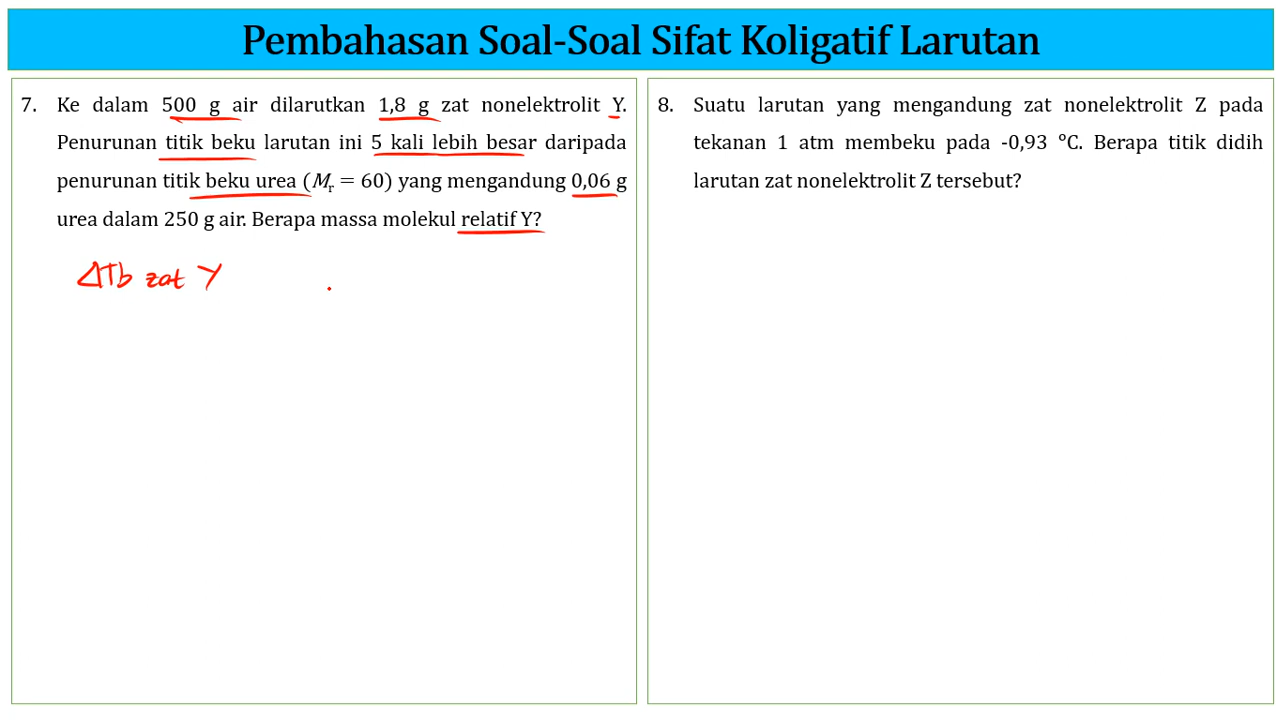 Pembahasan Soal-Soal Sifat Koligatif Larutan
7. Ke dalam 500 g air dilarutkan 1,8 g zat nonelektrolit Y.
Penurunan titik beku larutan ini 5 kali lebih besar daripada
penurunan titik beku urea (Mr = 60) yang mengandung 0,06 g
urea dalam 250 g air. Berapa massa molekul relatif Y?
ΔTb zat Y
8. Suatu larutan yang mengandung zat nonelektrolit Z pada
tekanan 1 atm membeku pada -0,93 °C. Berapa titik didih
larutan zat nonelektrolit Z tersebut?